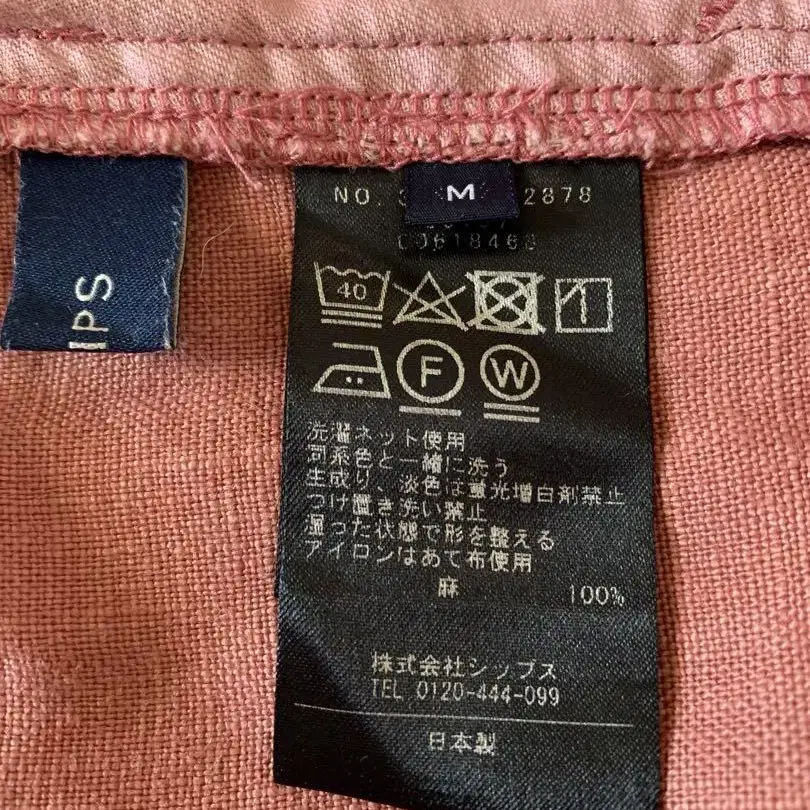 IPS
M
NO. 3 2878
C0618468
40
F
W
洗濯ネット使用
同系色と一緒に洗う
生成り、淡色は蛍光増白剤禁止
つけ置き洗い禁止
湿った状態で形を整える
アイロンはあて布使用
麻 100%
株式会社シップス
TEL 0120-444-099
日本製